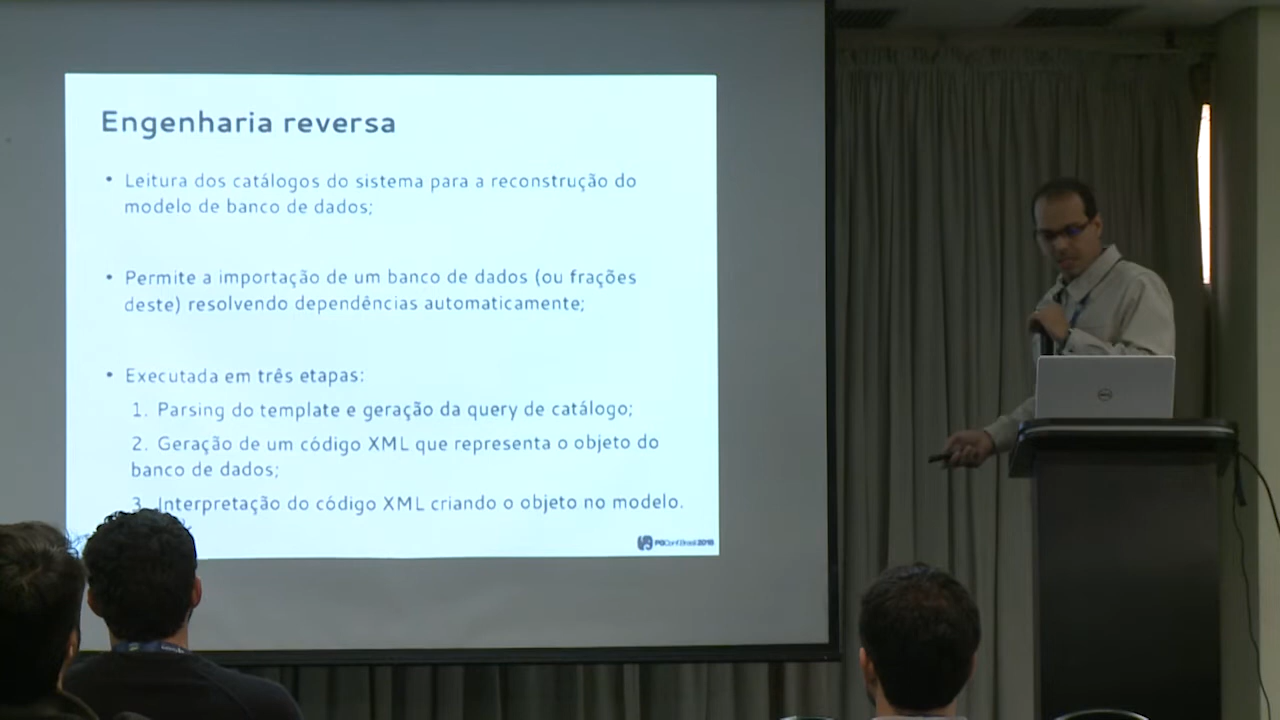 Engenharia reversa
• Leitura dos catálogos do sistema para a reconstrução do
modelo de banco de dados;
• Permite a importação de um banco de dados (ou frações
deste) resolvendo dependências automaticamente;
• Executada em três etapas:
1. Parsing do template e geração da query de catálogo;
2. Geração de um código XML que representa o objeto do
banco de dados;
3. Interpretação do código XML criando o objeto no modelo.
PGConf.Brasil 2018
DELL